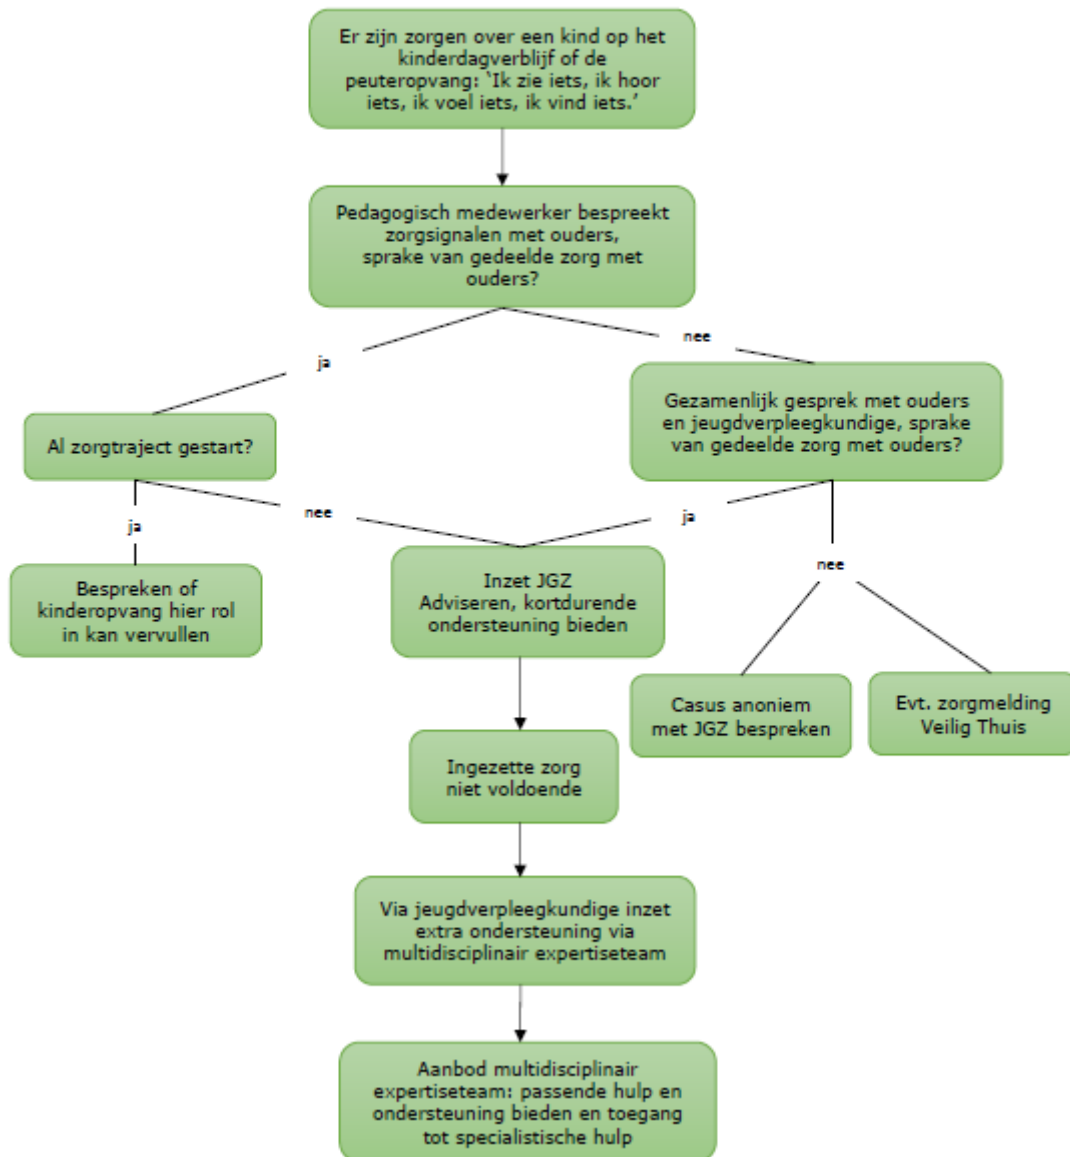 Er zijn zorgen over een kind op het
kinderdagverblijf of de
peuteropvang: ‘Ik zie iets, ik hoor
iets, ik voel iets, ik vind iets.’
Pedagogisch medewerker bespreekt
zorgsignalen met ouders,
sprake van gedeelde zorg met
ouders?
ja
nee
Al zorgtraject gestart?
Gezamenlijk gesprek met ouders
en jeugdverpleegkundige, sprake
van gedeelde zorg met ouders?
ja
nee
ja
nee
Bespreken of
kinderopvang hier rol
in kan vervullen
Inzet JGZ
Adviseren, kortdurende
ondersteuning bieden
Casus anoniem
met JGZ bespreken
Evt. zorgmelding
Veilig Thuis
Ingezette zorg
niet voldoende
Via jeugdverpleegkundige inzet
extra ondersteuning via
multidisciplinair expertiseteam
Aanbod multidisciplinair
expertiseteam: passende hulp en
ondersteuning bieden en toegang
tot specialistische hulp